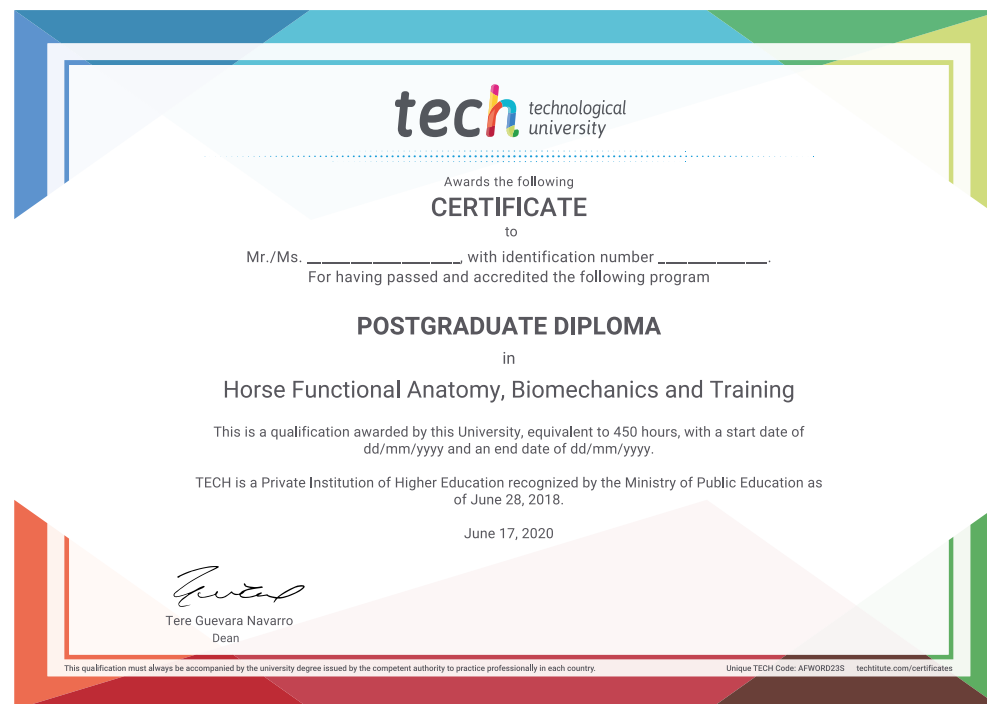 tech technological
university
Awards the following
CERTIFICATE
to
Mr./Ms. ____________________, with identification number ______________.
For having passed and accredited the following program
POSTGRADUATE DIPLOMA
in
Horse Functional Anatomy, Biomechanics and Training
This is a qualification awarded by this University, equivalent to 450 hours, with a start date of
dd/mm/yyyy and an end date of dd/mm/yyyy.
TECH is a Private Institution of Higher Education recognized by the Ministry of Public Education as
of June 28, 2018.
June 17, 2020
Tere Guevara Navarro
Dean
This qualification must always be accompanied by the university degree issued by the competent authority to practice professionally in each country. Unique TECH Code: AFWORD23S techtitute.com/certificates